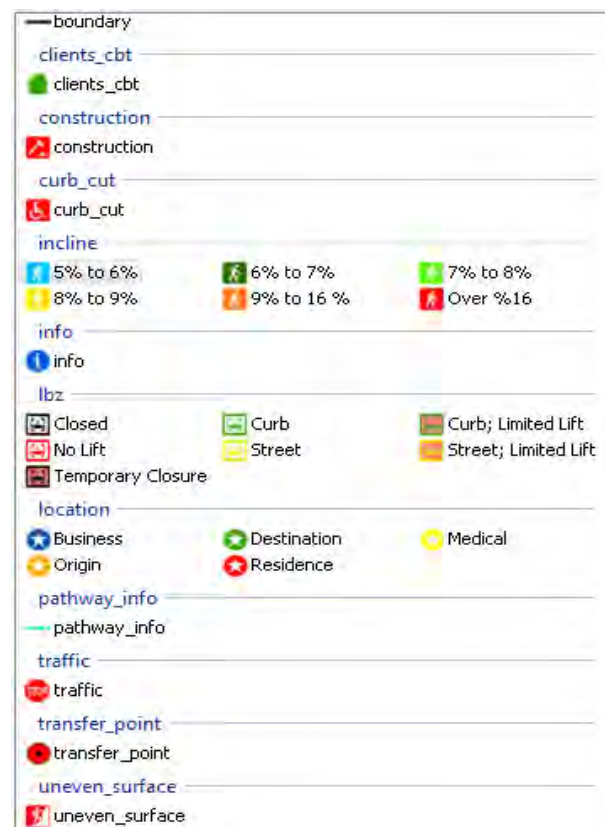 boundary
clients_cbt
clients_cbt
construction
construction
curb_cut
curb_cut
incline
5% to 6% 6% to 7% 7% to 8%
8% to 9% 9% to 16 % Over %16
info
info
lbz
Closed Curb Curb; Limited Lift
No Lift Street Street; Limited Lift
Temporary Closure
location
Business Destination Medical
Origin Residence
pathway_info
pathway_info
traffic
STOP traffic
transfer_point
transfer_point
uneven_surface
uneven_surface